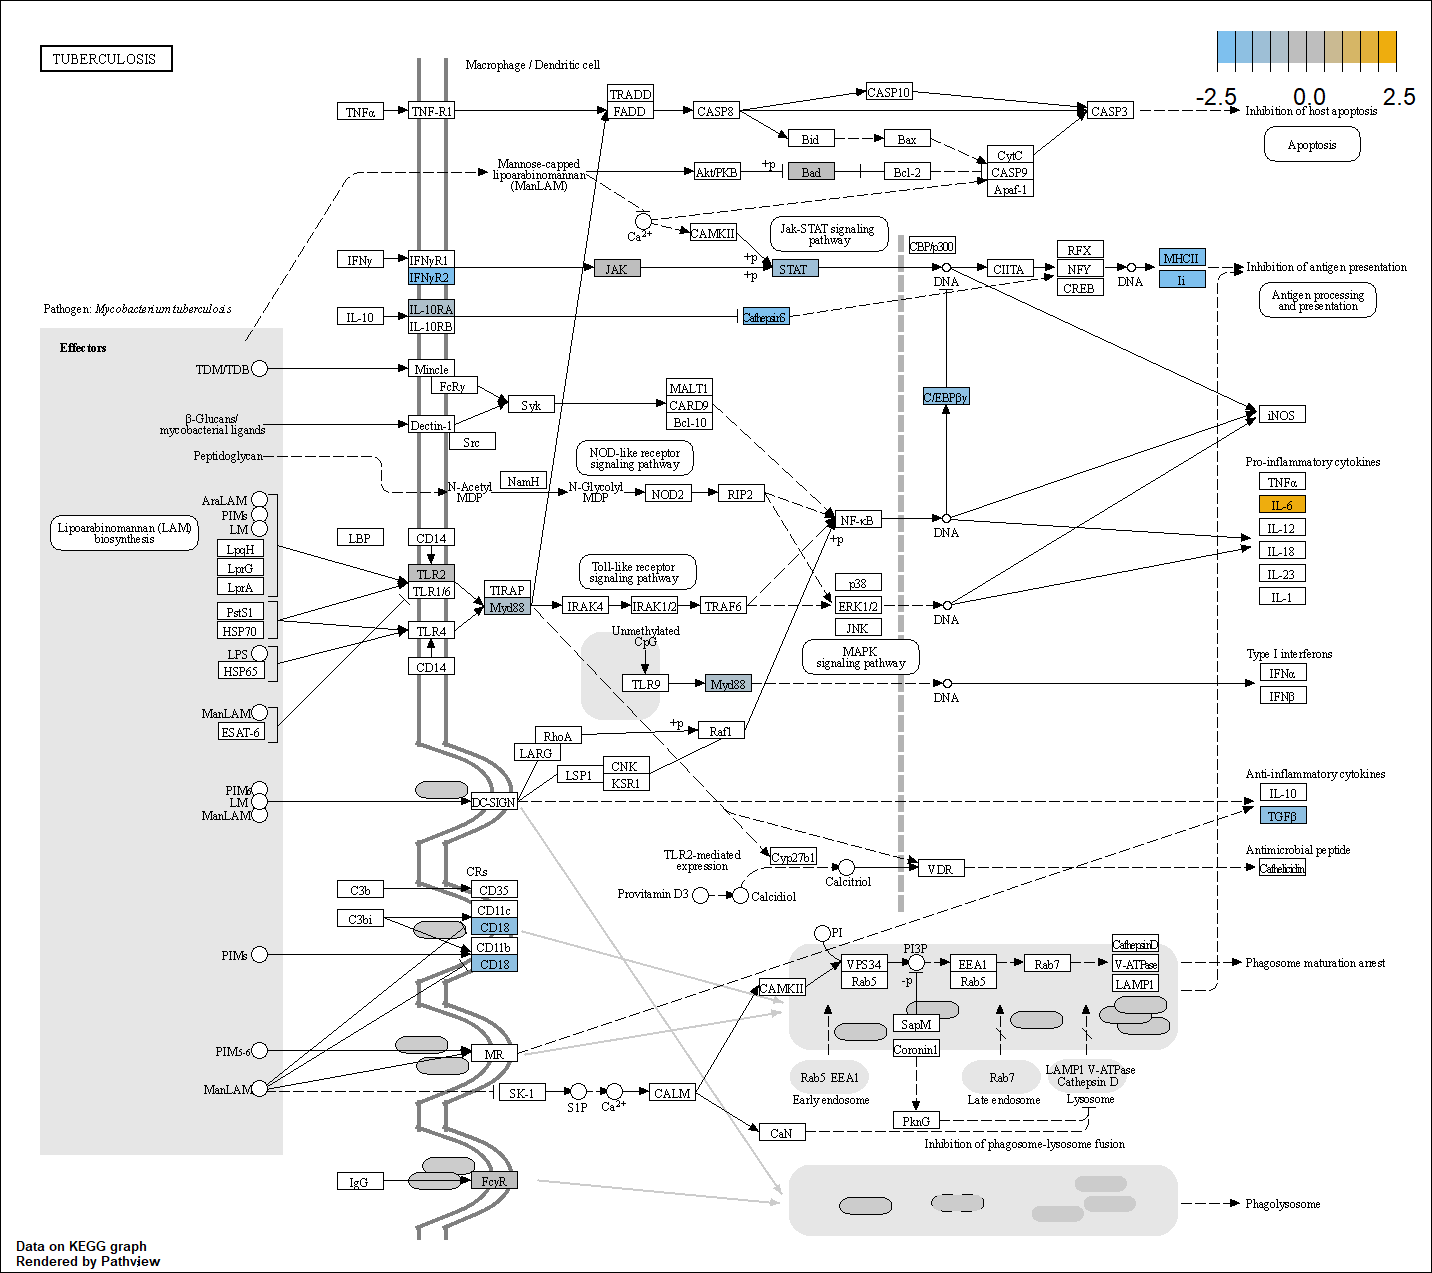 TUBERCULOSIS
Macrophage / Dendritic cell
-2.5 0.0 2.5
TNFα
TNF-R1
TRADD
FADD
CASP8
CASP10
CASP3
Inhibition of host apoptosis
Bid
Bax
Apoptosis
Mannose-capped
lipoarabinomannan
(ManLAM)
Akt/PKB
+p
Bad
Bcl-2
CytC
CASP9
Apaf-1
Ca2+
CAMKII
Jak-STAT signaling
pathway
CBP/p300
IFNγ
IFNγR1
IFNγR2
JAK
+p
+p
STAT
DNA
CIITA
RFX
NFY
CREB
DNA
MHCII
Ii
Inhibition of antigen presentation
Antigen processing
and presentation
Pathogen: Mycobacterium tuberculosis
IL-10
IL-10RA
IL-10RB
CathepsinS
Effectors
TDM/TDB
Mincle
FcRγ
Syk
MALT1
CARD9
Bcl-10
C/EBPβγ
iNOS
β-Glucans/
mycobacterial ligands
Dectin-1
Src
Peptidoglycan
NOD-like receptor
signaling pathway
N-Acetyl
MDP
NamH
N-Glycolyl
MDP
NOD2
RIP2
NF-κB
+p
DNA
Pro-inflammatory cytokines
TNFα
IL-6
IL-12
IL-18
IL-23
IL-1
AraLAM
PIMs
LM
Lipoarabinomannan (LAM)
biosynthesis
LpqH
LprG
LprA
PstS1
HSP70
LPS
HSP65
ManLAM
ESAT-6
LBP
CD14
TLR2
TLR1/6
TLR4
CD14
TIRAP
Myd88
Toll-like receptor
signaling pathway
IRAK4
IRAK1/2
TRAF6
p38
ERK1/2
JNK
DNA
MAPK
signaling pathway
Unmethylated
CpG
TLR9
Myd88
DNA
Type I interferons
IFNα
IFNβ
RhoA
LARG
+p
Raf1
LSP1
CNK
KSR1
PIMs
LM
ManLAM
DC-SIGN
Anti-inflammatory cytokines
IL-10
TGFβ
TLR2-mediated
expression
Cyp27b1
Provitamin D3
Calcidiol
Calcitriol
VDR
Antimicrobial peptide
Cathelicidin
CRs
C3b
CD35
C3bi
CD11c
CD18
PIMs
CD11b
CD18
PI
PI3P
VPS34
Rab5
-p
EEA1
Rab5
Rab7
CathepsinD
V-ATPase
LAMP1
Phagosome maturation arrest
CAMKII
SapM
Coronin1
PIM5-6
MR
ManLAM
SK-1
S1P
Ca2+
CALM
CaN
Rab5 EEA1
Early endosome
Rab7
Late endosome
LAMP1 V-ATPase
Cathepsin D
Lysosome
PknG
Inhibition of phagosome-lysosome fusion
IgG
FcγR
Phagolysosome
Data on KEGG graph
Rendered by Pathview